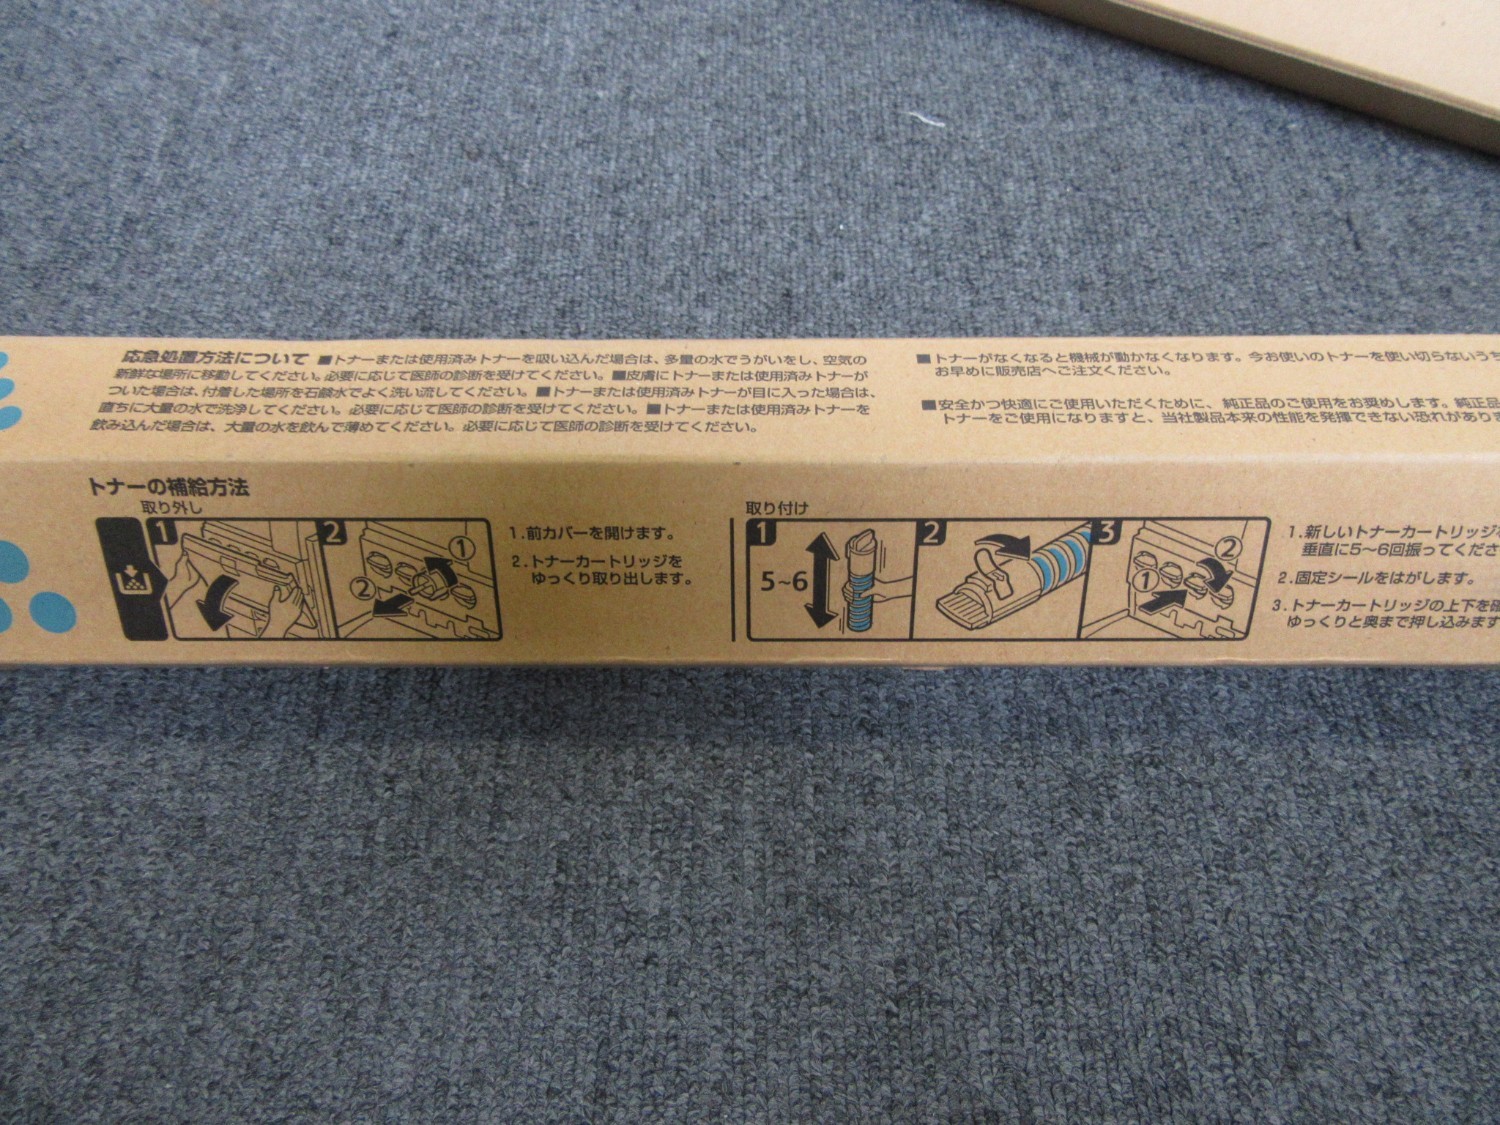 応急処置方法について ■トナーまたは使用済みトナーを吸い込んだ場合は、多量の水でうがいをし、空気の
新鮮な場所に移動してください。必要に応じて医師の診断を受けてください。■皮膚にトナーまたは使用済みトナーが
ついた場合は、付着した場所を石鹸水でよく洗い流してください。■トナーまたは使用済みトナーが目に入った場合は、
直ちに大量の水で洗浄してください。必要に応じて医師の診断を受けてください。■トナーまたは使用済みトナーを
飲み込んだ場合は、大量の水を飲んで薄めてください。必要に応じて医師の診断を受けてください。
■トナーがなくなると機械が動かなくなります。今お使いのトナーを使い切らないうち
お早めに販売店へご注文ください。
■安全かつ快適にご使用いただくために、純正品のご使用をお奨めします。純正品
トナーをご使用になりますと、当社製品本来の性能を発揮できない恐れがありま
トナーの補給方法
取り外し
1
2
①
②
1.前カバーを開けます。
2.トナーカートリッジを
ゆっくり取り出します。
取り付け
1
5~6
2
3
①
②
1.新しいトナーカートリッジ
垂直に5~6回振ってくださ
2.固定シールをはがします。
3.トナーカートリッジの上下を確
ゆっくりと奥まで押し込みます